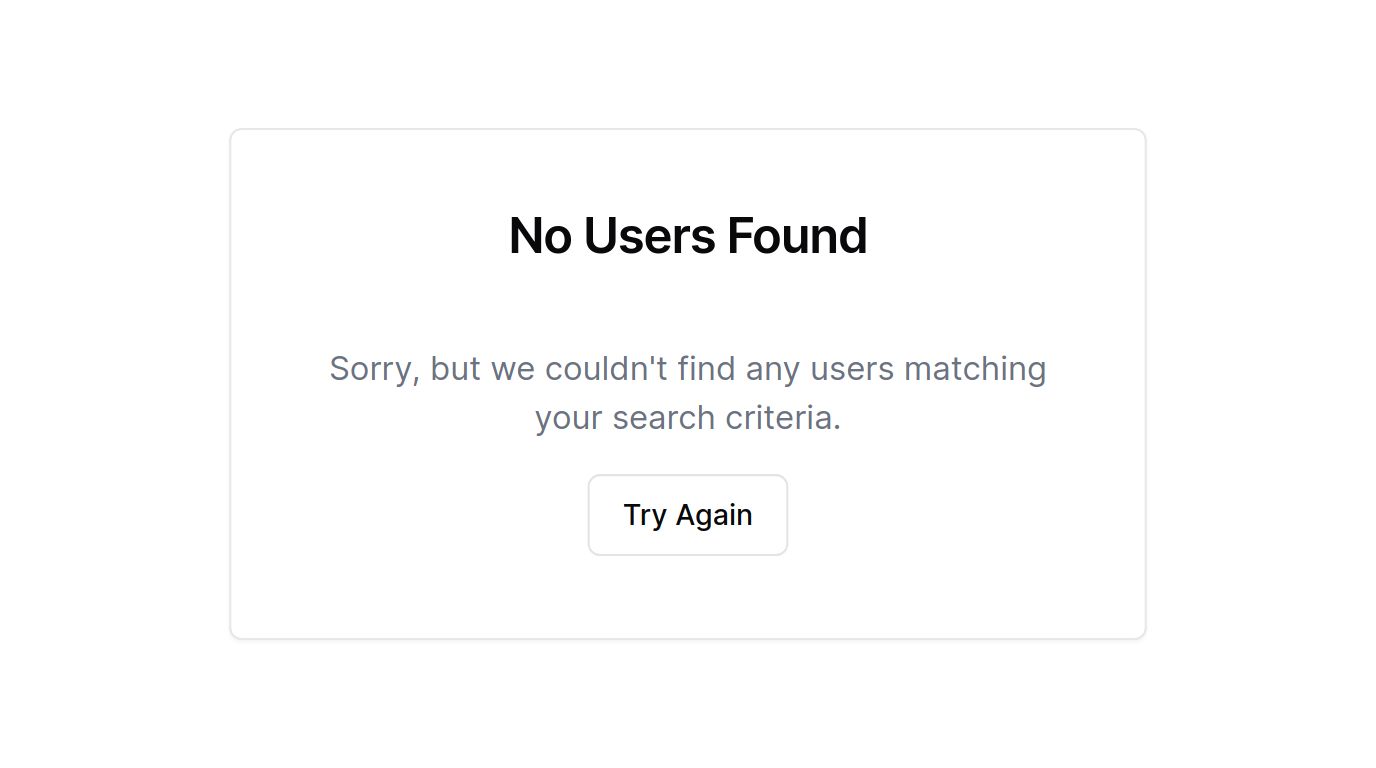 No Users Found
Sorry, but we couldn't find any users matching
your search criteria.
Try Again